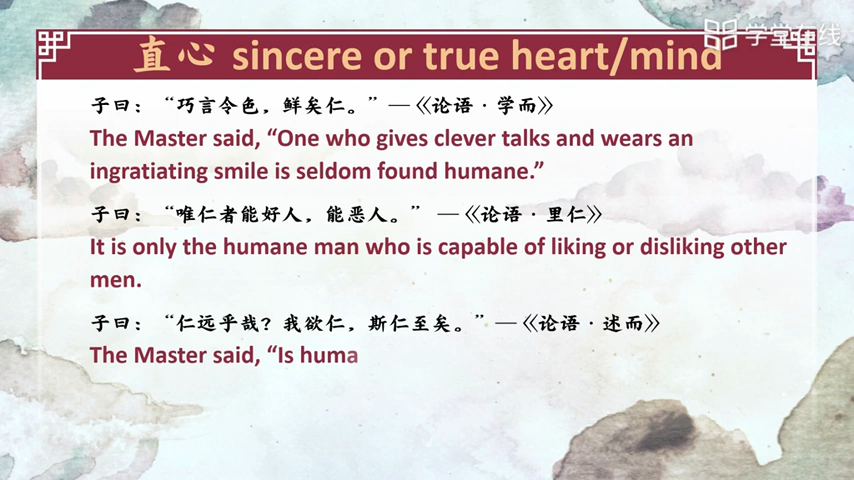 学堂在线
直心 sincere or true heart/mind
子曰：“巧言令色，鲜矣仁。”—《论语·学而》
The Master said, “One who gives clever talks and wears an
ingratiating smile is seldom found humane.”
子曰：“唯仁者能好人，能恶人。” —《论语·里仁》
It is only the humane man who is capable of liking or disliking other
men.
子曰：“仁远乎哉？我欲仁，斯仁至矣。”—《论语·述而》
The Master said, “Is huma